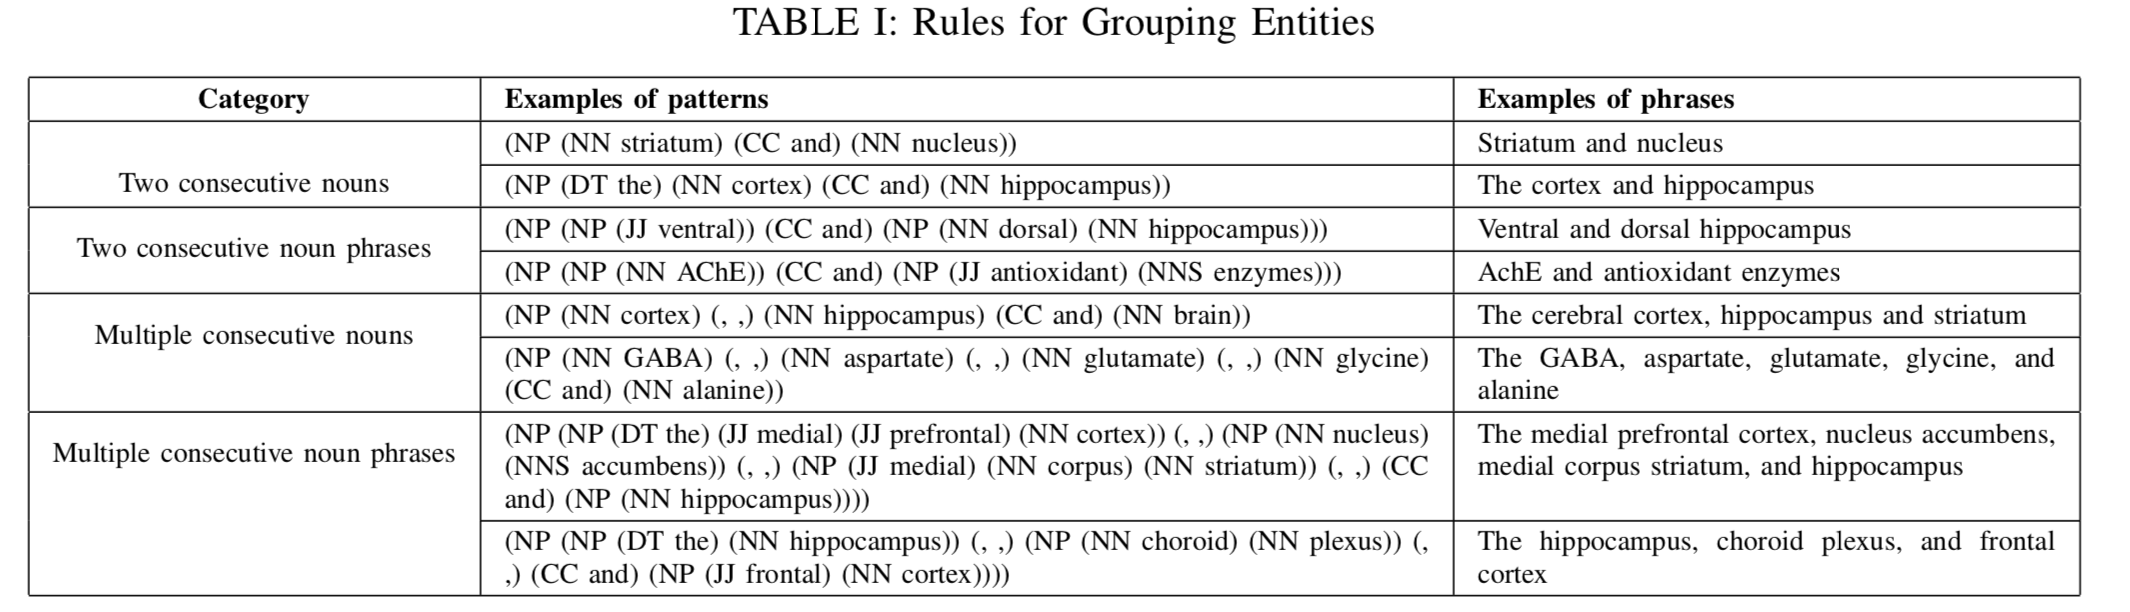 TABLE I: Rules for Grouping Entities
Category Examples of patterns Examples of phrases
(NP (NN striatum) (CC and) (NN nucleus)) Striatum and nucleus
Two consecutive nouns (NP (DT the) (NN cortex) (CC and) (NN hippocampus)) The cortex and hippocampus
(NP (NP (JJ ventral)) (CC and) (NP (NN dorsal) (NN hippocampus))) Ventral and dorsal hippocampus
Two consecutive noun phrases
(NP (NP (NN AChE)) (CC and) (NP (JJ antioxidant) (NNS enzymes))) AchE and antioxidant enzymes
(NP (NN cortex) (, ,) (NN hippocampus) (CC and) (NN brain)) The cerebral cortex, hippocampus and striatum
Multiple consecutive nouns
(NP (NN GABA) (, ,) (NN aspartate) (, ,) (NN glutamate) (, ,) (NN glycine) The GABA, aspartate, glutamate, glycine, and
(CC and) (NN alanine)) alanine
(NP (NP (DT the) (JJ medial) (JJ prefrontal) (NN cortex)) (, ,) (NP (NN nucleus) The medial prefrontal cortex, nucleus accumbens,
Multiple consecutive noun phrases (NNS accumbens)) (, ,) (NP (JJ medial) (NN corpus) (NN striatum)) (, ,) (CC medial corpus striatum, and hippocampus
and) (NP (NN hippocampus))))
(NP (NP (DT the) (NN hippocampus)) (, ,) (NP (NN choroid) (NN plexus)) (, The hippocampus, choroid plexus, and frontal
,) (CC and) (NP (JJ frontal) (NN cortex)))) cortex